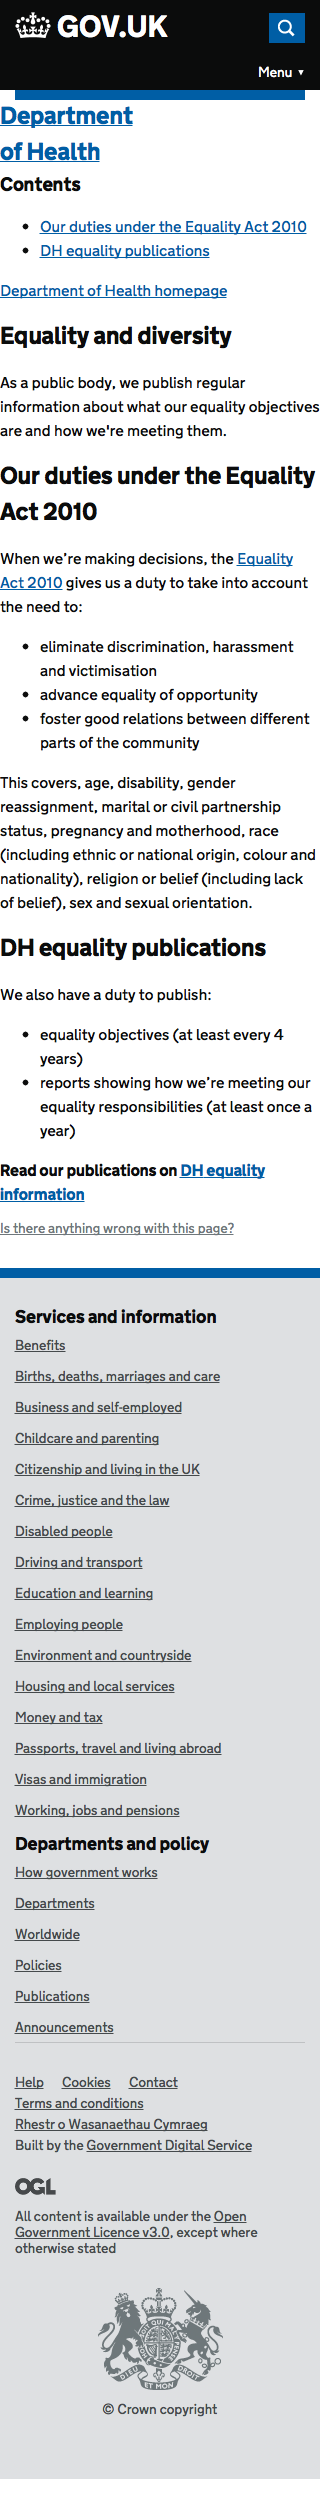 GOV.UK
Menu ▼
Department
of Health
Contents
• Our duties under the Equality Act 2010
• DH equality publications
Department of Health homepage
Equality and diversity
As a public body, we publish regular
information about what our equality objectives
are and how we're meeting them.
Our duties under the Equality
Act 2010
When we’re making decisions, the Equality
Act 2010 gives us a duty to take into account
the need to:
• eliminate discrimination, harassment
and victimisation
• advance equality of opportunity
• foster good relations between different
parts of the community
This covers, age, disability, gender
reassignment, marital or civil partnership
status, pregnancy and motherhood, race
(including ethnic or national origin, colour and
nationality), religion or belief (including lack
of belief), sex and sexual orientation.
DH equality publications
We also have a duty to publish:
• equality objectives (at least every 4
years)
• reports showing how we’re meeting our
equality responsibilities (at least once a
year)
Read our publications on DH equality
information
Is there anything wrong with this page?
Services and information
Benefits
Births, deaths, marriages and care
Business and self-employed
Childcare and parenting
Citizenship and living in the UK
Crime, justice and the law
Disabled people
Driving and transport
Education and learning
Employing people
Environment and countryside
Housing and local services
Money and tax
Passports, travel and living abroad
Visas and immigration
Working, jobs and pensions
Departments and policy
How government works
Departments
Worldwide
Policies
Publications
Announcements
Help Cookies Contact
Terms and conditions
Rhestr o Wasanaethau Cymraeg
Built by the Government Digital Service
OGL
All content is available under the Open
Government Licence v3.0, except where
otherwise stated
DIEU ET MON DROIT
© Crown copyright